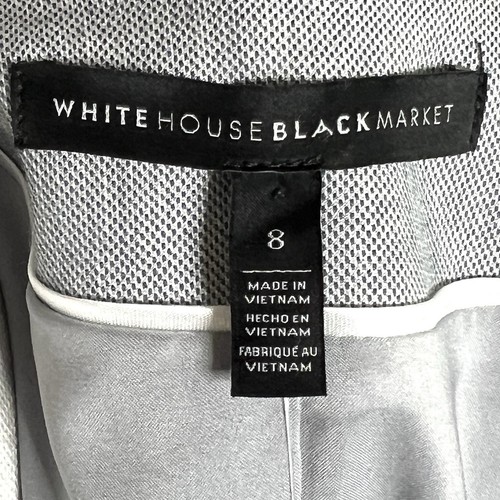 WHITE HOUSE BLACK MARKET
8
MADE IN
VIETNAM
HECHO EN
VIETNAM
FABRIQUÉ AU
VIETNAM